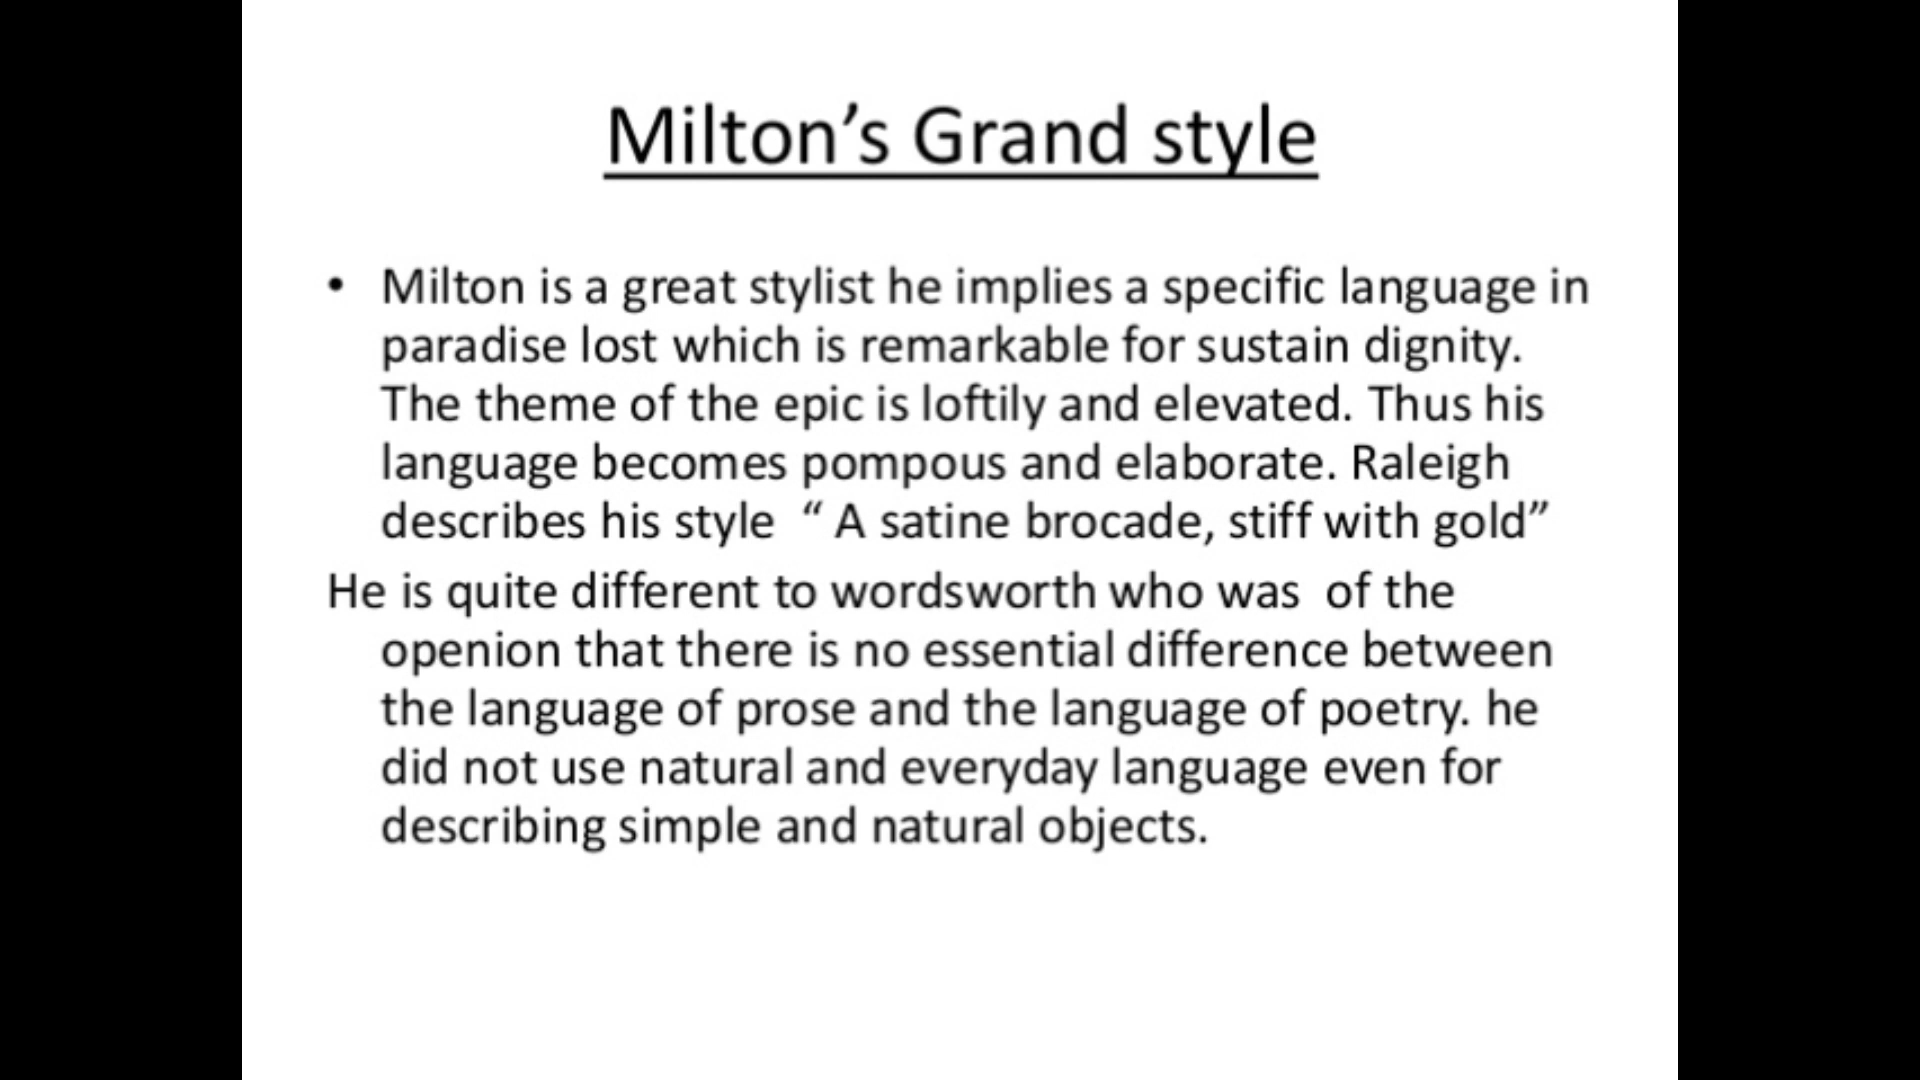 Milton’s Grand style
• Milton is a great stylist he implies a specific language in
paradise lost which is remarkable for sustain dignity.
The theme of the epic is loftily and elevated. Thus his
language becomes pompous and elaborate. Raleigh
describes his style “ A satine brocade, stiff with gold”
He is quite different to wordsworth who was of the
openion that there is no essential difference between
the language of prose and the language of poetry. he
did not use natural and everyday language even for
describing simple and natural objects.